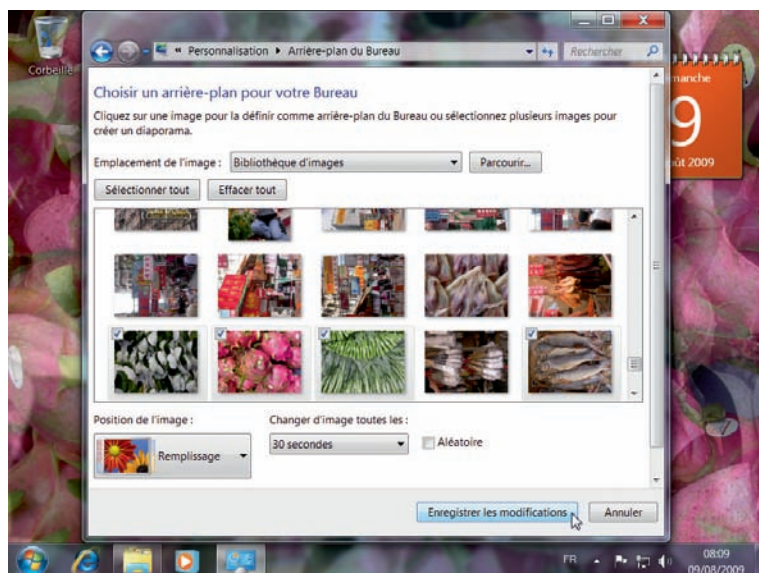 Corbeille
Personnalisation
Arrière-plan du Bureau
Rechercher
Choisir un arrière-plan pour votre Bureau
Cliquez sur une image pour la définir comme arrière-plan du Bureau ou sélectionnez plusieurs images pour
créer un diaporama.
Emplacement de l'image :
Bibliothèque d'images
Parcourir...
Sélectionner tout
Effacer tout
9
2009
Position de l'image :
Changer d'image toutes les :
Remplissage
30 secondes
Aléatoire
Enregistrer les modifications
Annuler
FR
08:09
09/08/2009